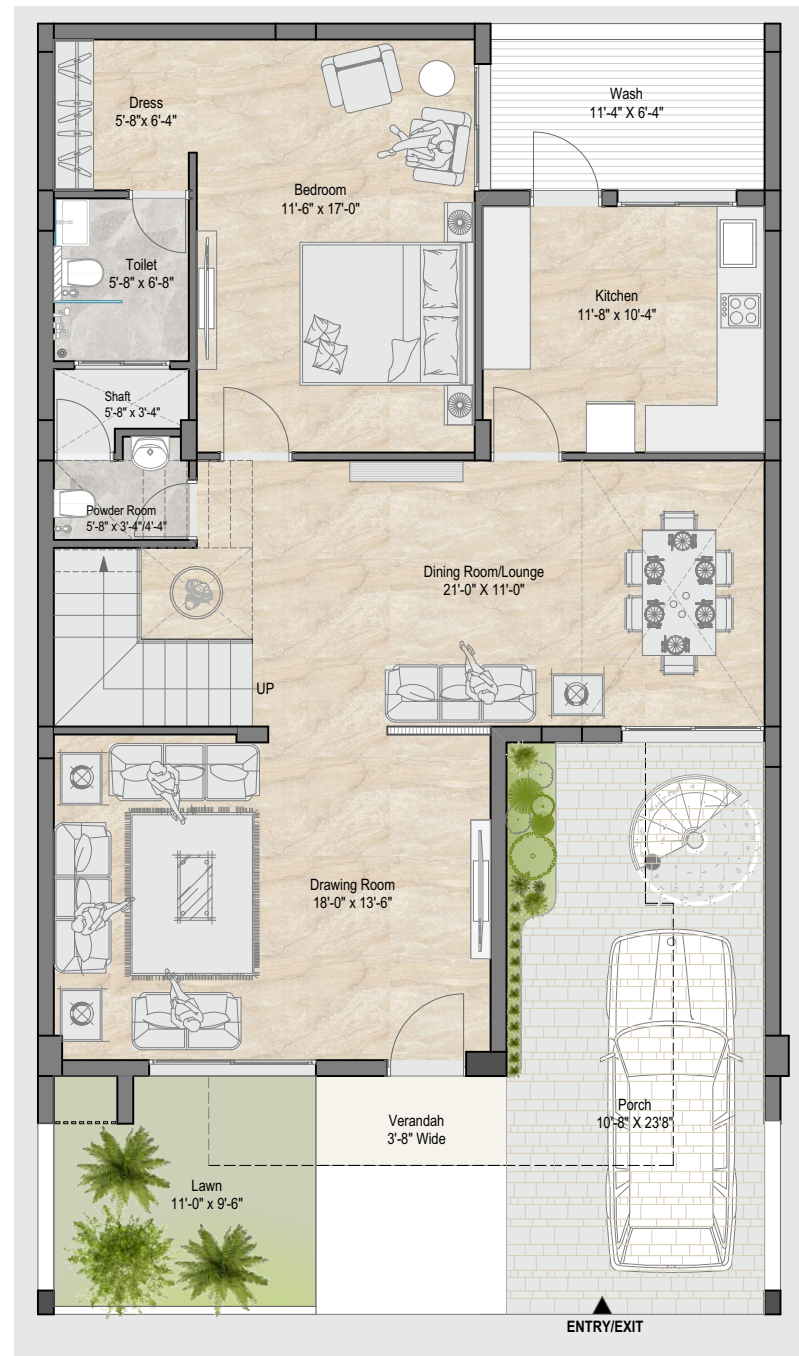 Dress
5'-8"x 6'-4"
Wash
11'-4" X 6'-4"
Bedroom
11'-6" x 17'-0"
Toilet
5'-8" x 6'-8"
Kitchen
11'-8" x 10'-4"
Shaft
5'-8" x 3'-4"
Powder Room
5'-8" x 3'-4"/4'-4"
Dining Room/Lounge
21'-0" X 11'-0"
UP
Drawing Room
18'-0" x 13'-6"
Verandah
3'-8" Wide
Porch
10'-8" X 23'8"
Lawn
11'-0" x 9'-6"
ENTRY/EXIT